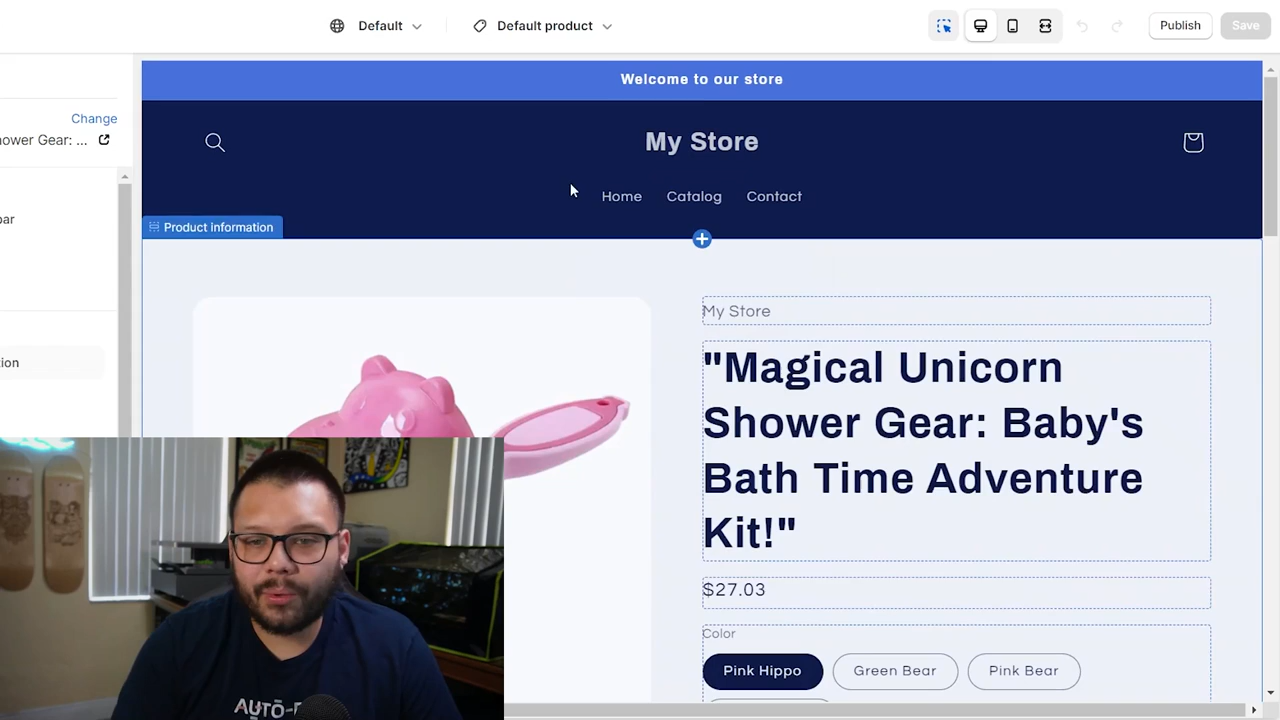 Default
Default product
Publish
Save
Change
ower Gear: ...
Welcome to our store
My Store
Home
Catalog
Contact
bar
Product information
My Store
"Magical Unicorn
Shower Gear: Baby's
Bath Time Adventure
Kit!"
tion
$27.03
Color
Pink Hippo
Green Bear
Pink Bear